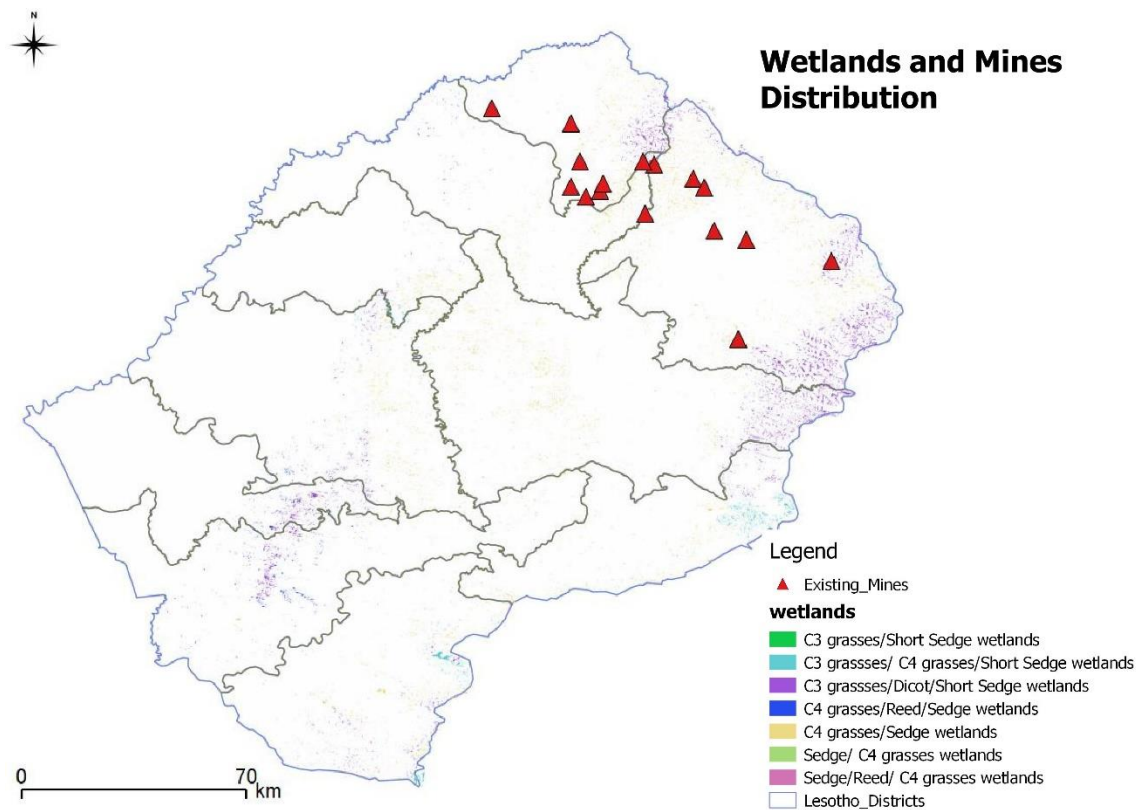 N
Wetlands and Mines
Distribution
Legend
Existing_Mines
wetlands
C3 grasses/Short Sedge wetlands
C3 grassses/ C4 grasses/Short Sedge wetlands
C3 grassses/Dicot/Short Sedge wetlands
C4 grasses/Reed/Sedge wetlands
C4 grasses/Sedge wetlands
Sedge/ C4 grasses wetlands
Sedge/Reed/ C4 grasses wetlands
Lesotho_Districts
0 70
km